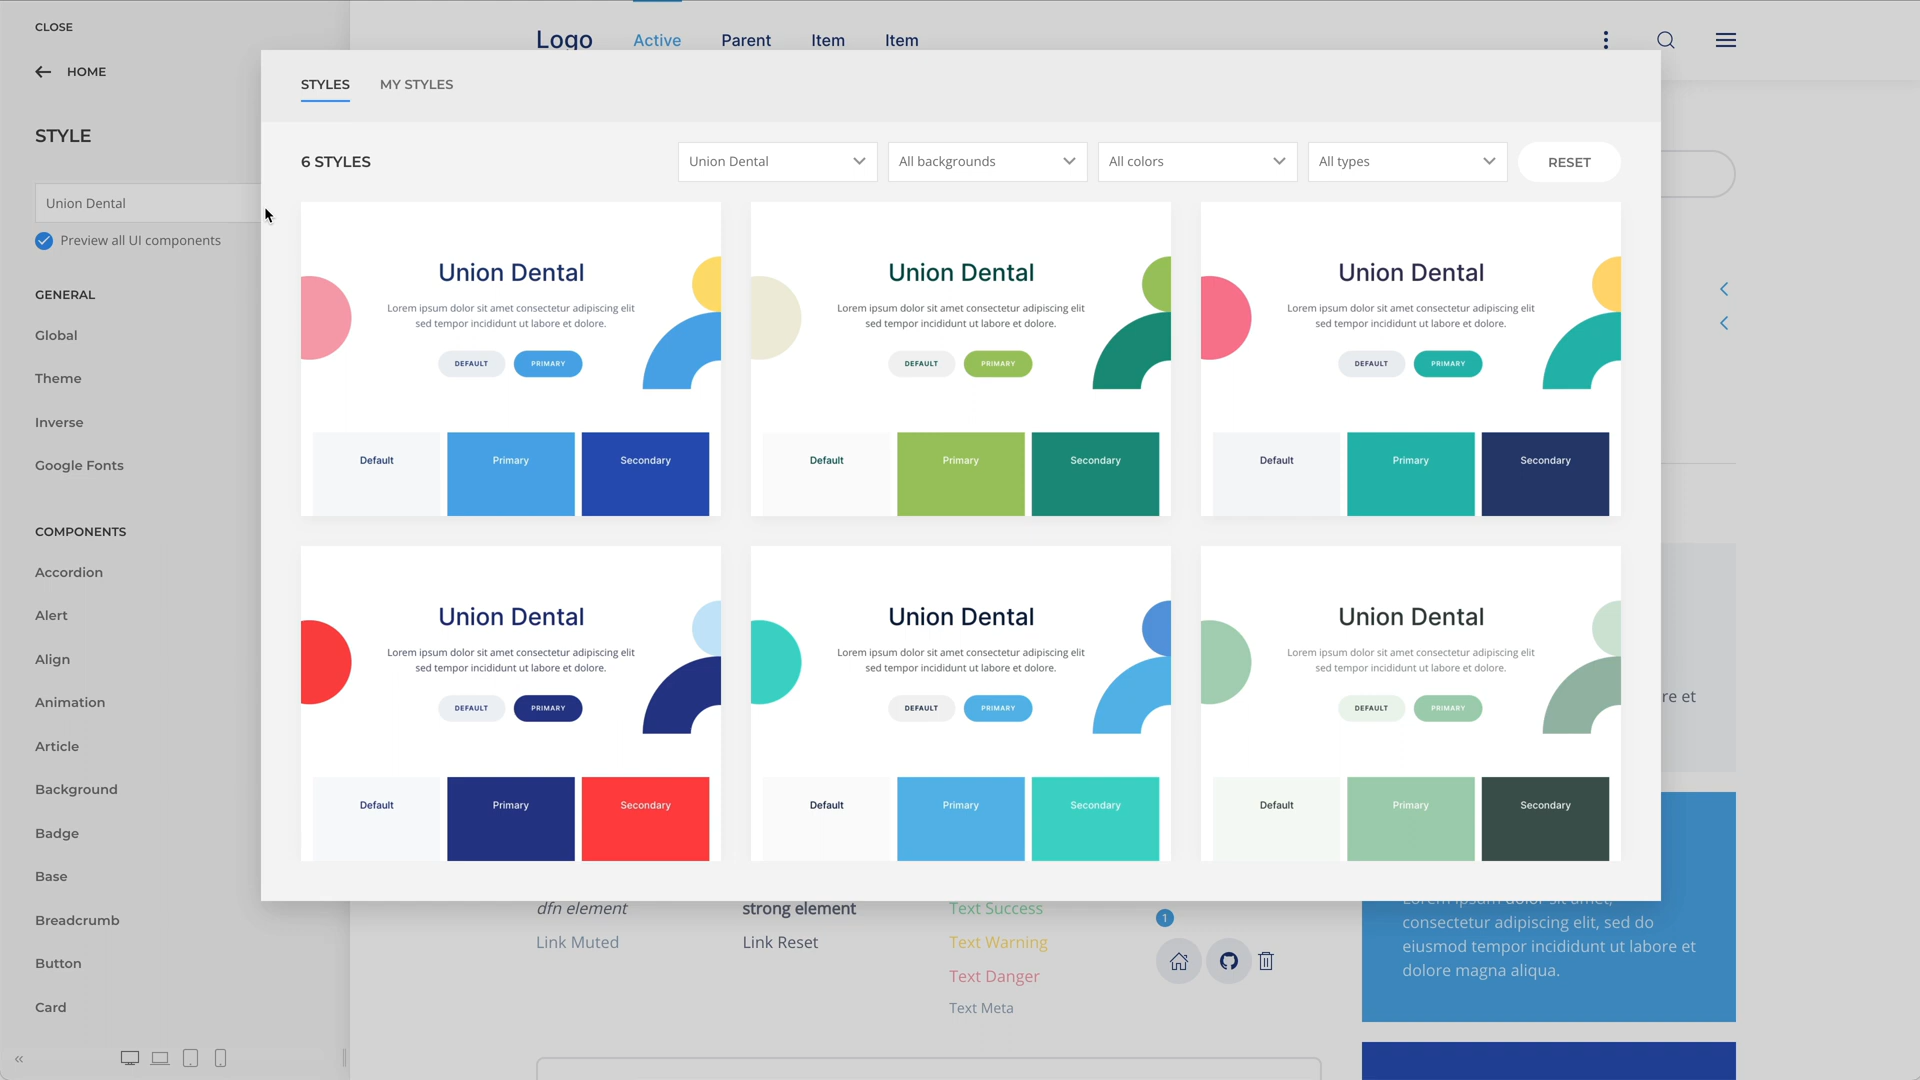 CLOSE
HOME
STYLE
Union Dental
Preview all UI components
GENERAL
Global
Theme
Inverse
Google Fonts
COMPONENTS
Accordion
Alert
Align
Animation
Article
Background
Badge
Base
Breadcrumb
Button
Card
Logo
Active
Parent
Item
Item
STYLES
MY STYLES
6 STYLES
Union Dental
All backgrounds
All colors
All types
RESET
Union Dental
Lorem ipsum dolor sit amet consectetur adipiscing elit
sed tempor incididunt ut labore et dolore.
DEFAULT
PRIMARY
Default
Primary
Secondary
Union Dental
Lorem ipsum dolor sit amet consectetur adipiscing elit
sed tempor incididunt ut labore et dolore.
DEFAULT
PRIMARY
Default
Primary
Secondary
Union Dental
Lorem ipsum dolor sit amet consectetur adipiscing elit
sed tempor incididunt ut labore et dolore.
DEFAULT
PRIMARY
Default
Primary
Secondary
Union Dental
Lorem ipsum dolor sit amet consectetur adipiscing elit
sed tempor incididunt ut labore et dolore.
DEFAULT
PRIMARY
Default
Primary
Secondary
Union Dental
Lorem ipsum dolor sit amet consectetur adipiscing elit
sed tempor incididunt ut labore et dolore.
DEFAULT
PRIMARY
Default
Primary
Secondary
Union Dental
Lorem ipsum dolor sit amet consectetur adipiscing elit
sed tempor incididunt ut labore et dolore.
DEFAULT
PRIMARY
Default
Primary
Secondary
re et
dfn element
strong element
Text Success
Link Muted
Link Reset
Text Warning
Text Danger
Text Meta
1
Lorem ipsum dolor sit amet,
consectetur adipiscing elit, sed do
eiusmod tempor incididunt ut labore et
dolore magna aliqua.